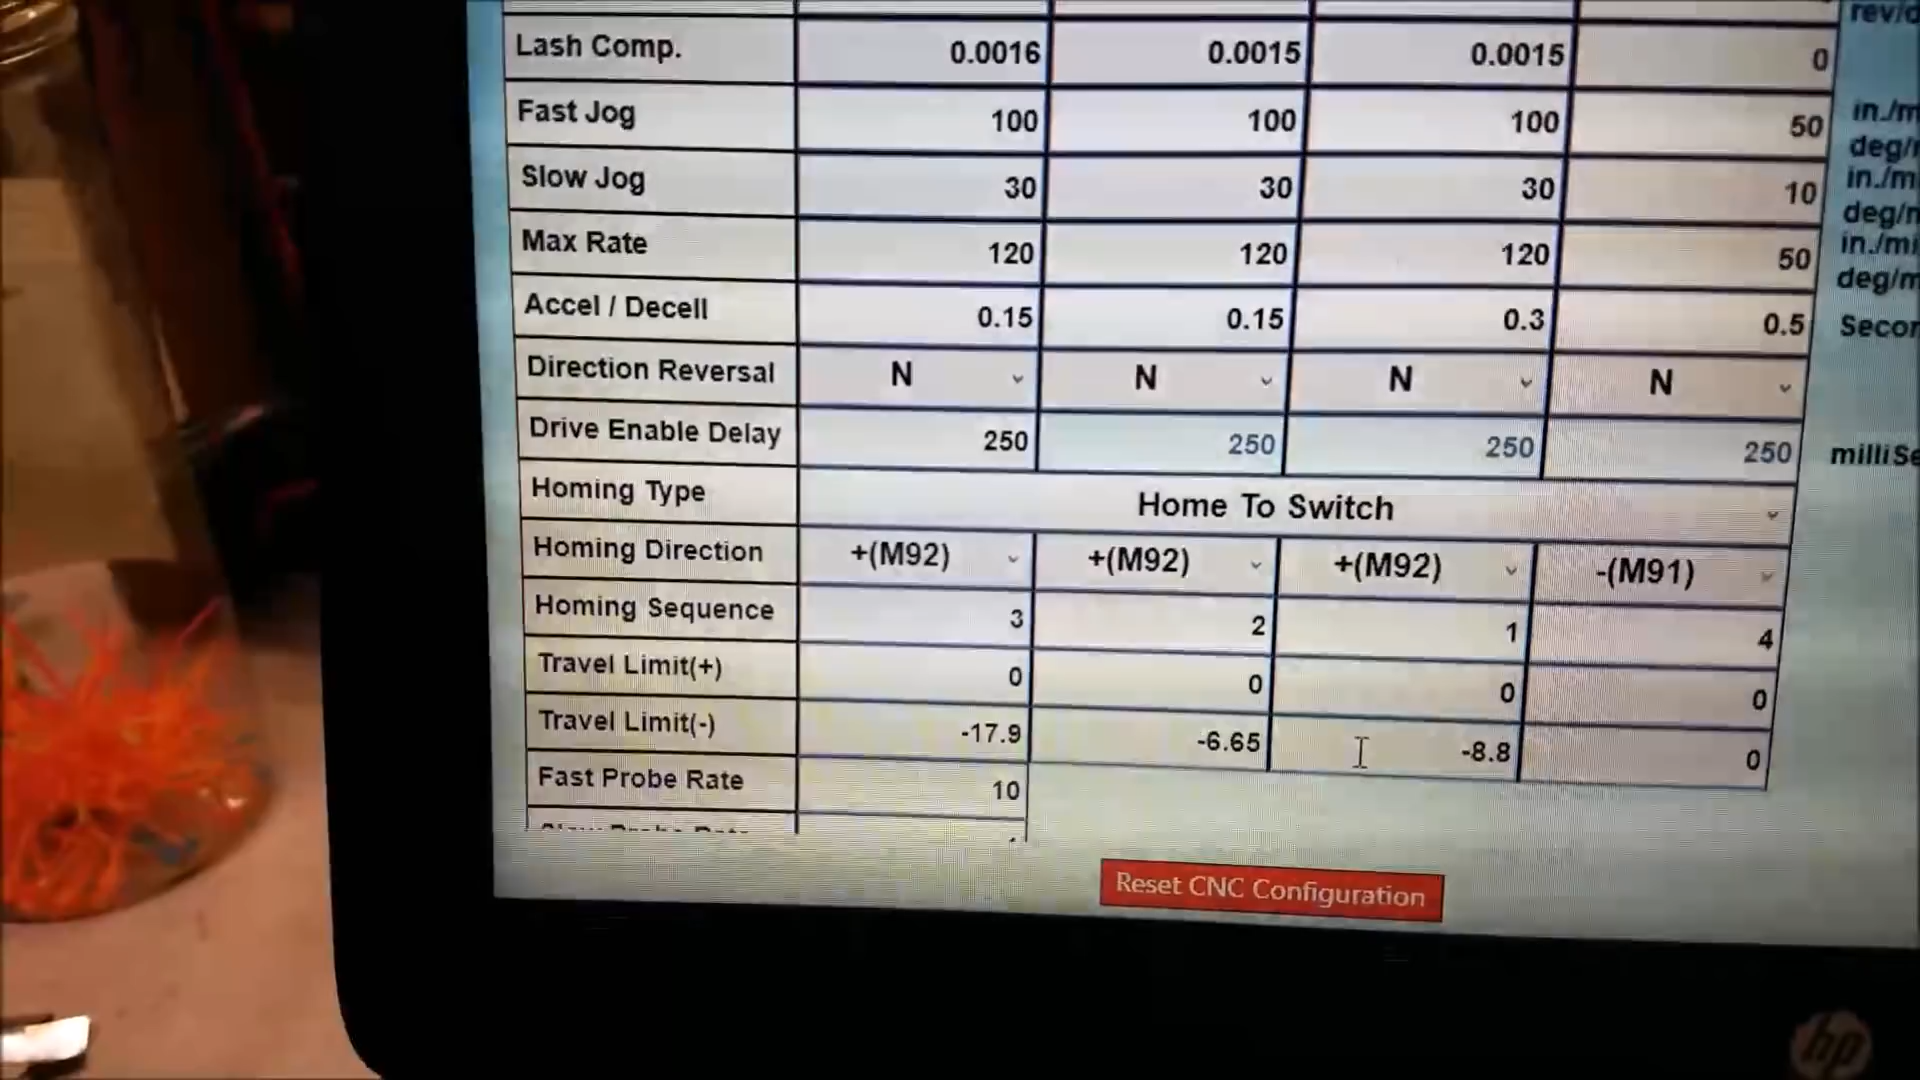 Lash Comp. 0.0016 0.0015 0.0015 0
Fast Jog 100 100 100 50
Slow Jog 30 30 30 10
Max Rate 120 120 120 50
Accel / Decell 0.15 0.15 0.3 0.5
Direction Reversal N N N N
Drive Enable Delay 250 250 250 250
Homing Type Home To Switch
Homing Direction +(M92) +(M92) +(M92) -(M91)
Homing Sequence 3 2 1 4
Travel Limit(+) 0 0 0 0
Travel Limit(-) -17.9 -6.65 -8.8 0
Fast Probe Rate 10
Reset CNC Configuration
hp